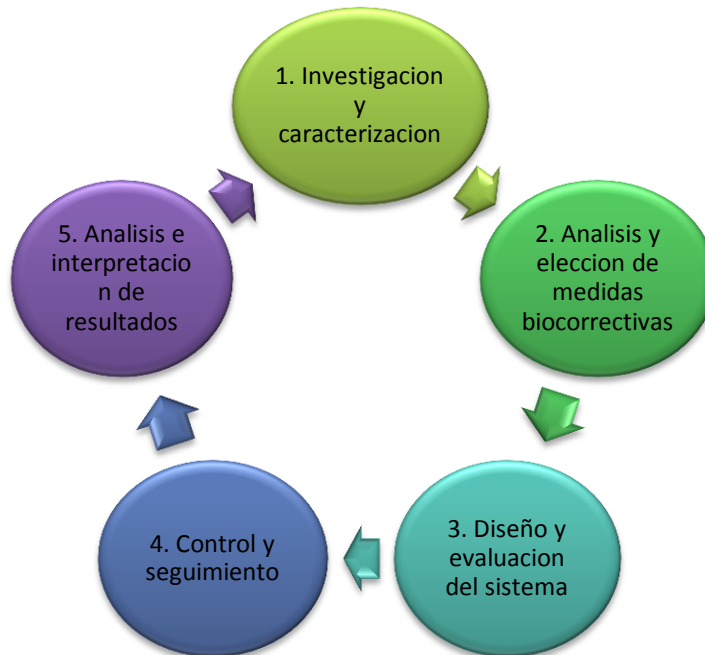 1. Investigacion
y
caracterizacion
2. Analisis y
eleccion de
medidas
biocorrectivas
3. Diseño y
evaluacion
del sistema
4. Control y
seguimiento
5. Analisis e
interpretacio
n de
resultados